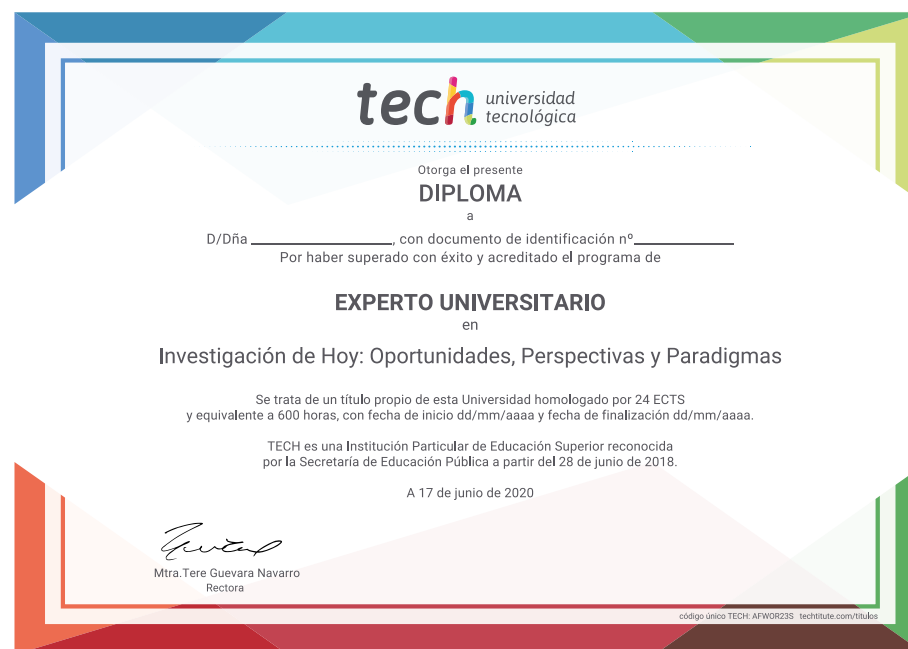 tech universidad
tecnológica
Otorga el presente
DIPLOMA
a
D/Dña ____________________, con documento de identificación nº______________
Por haber superado con éxito y acreditado el programa de
EXPERTO UNIVERSITARIO
en
Investigación de Hoy: Oportunidades, Perspectivas y Paradigmas
Se trata de un título propio de esta Universidad homologado por 24 ECTS
y equivalente a 600 horas, con fecha de inicio dd/mm/aaaa y fecha de finalización dd/mm/aaaa.
TECH es una Institución Particular de Educación Superior reconocida
por la Secretaría de Educación Pública a partir del 28 de junio de 2018.
A 17 de junio de 2020
Mtra.Tere Guevara Navarro
Rectora
código único TECH: AFWOR23S techtitute.com/titulos